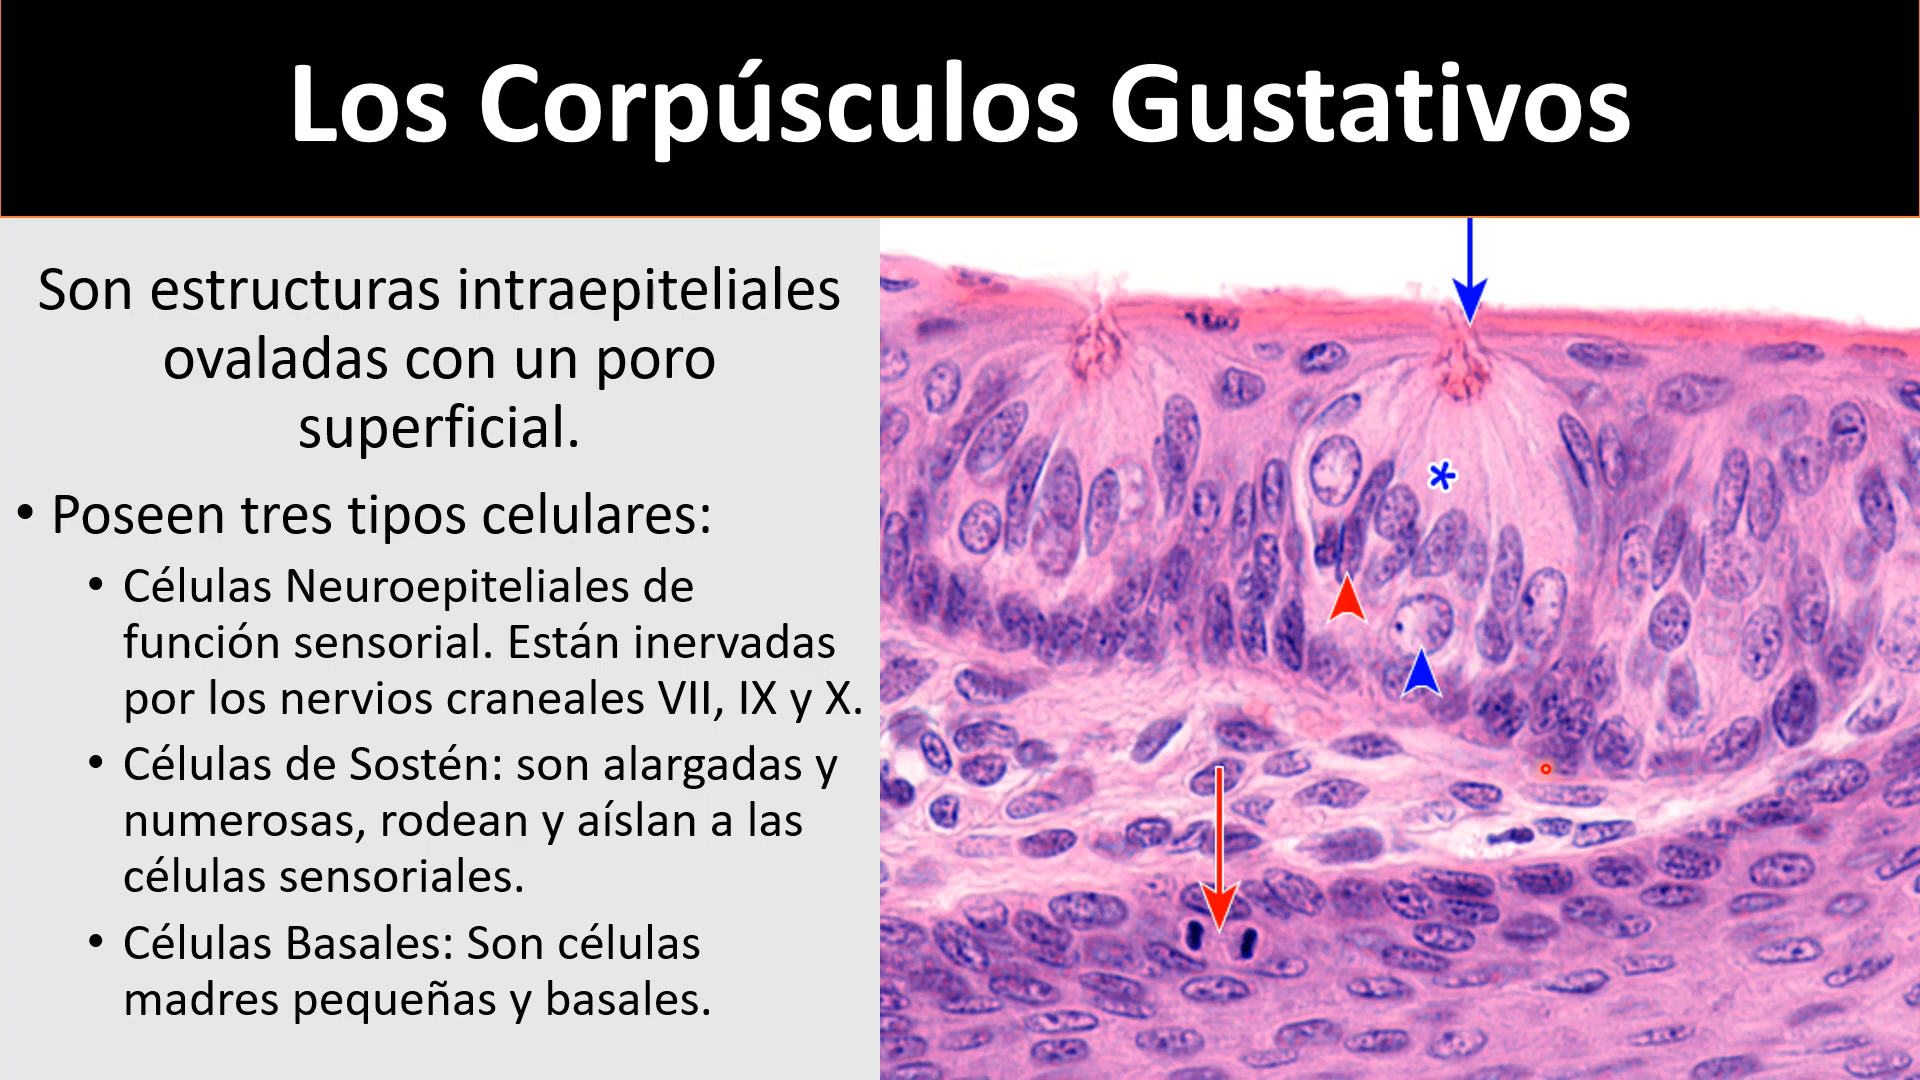 Los Corpúsculos Gustativos
Son estructuras intraepiteliales
ovaladas con un poro
superficial.
• Poseen tres tipos celulares:
• Células Neuroepiteliales de
función sensorial. Están inervadas
por los nervios craneales VII, IX y X.
• Células de Sostén: son alargadas y
numerosas, rodean y aíslan a las
células sensoriales.
• Células Basales: Son células
madres pequeñas y basales.
*